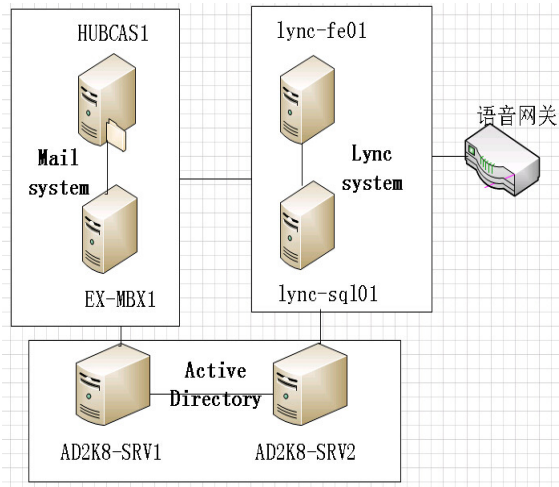 HUBCAS1
Mail
system
EX-MBX1
lync-fe01
Lync
system
lync-sql01
语音网关
Active
Directory
AD2K8-SRV1
AD2K8-SRV2